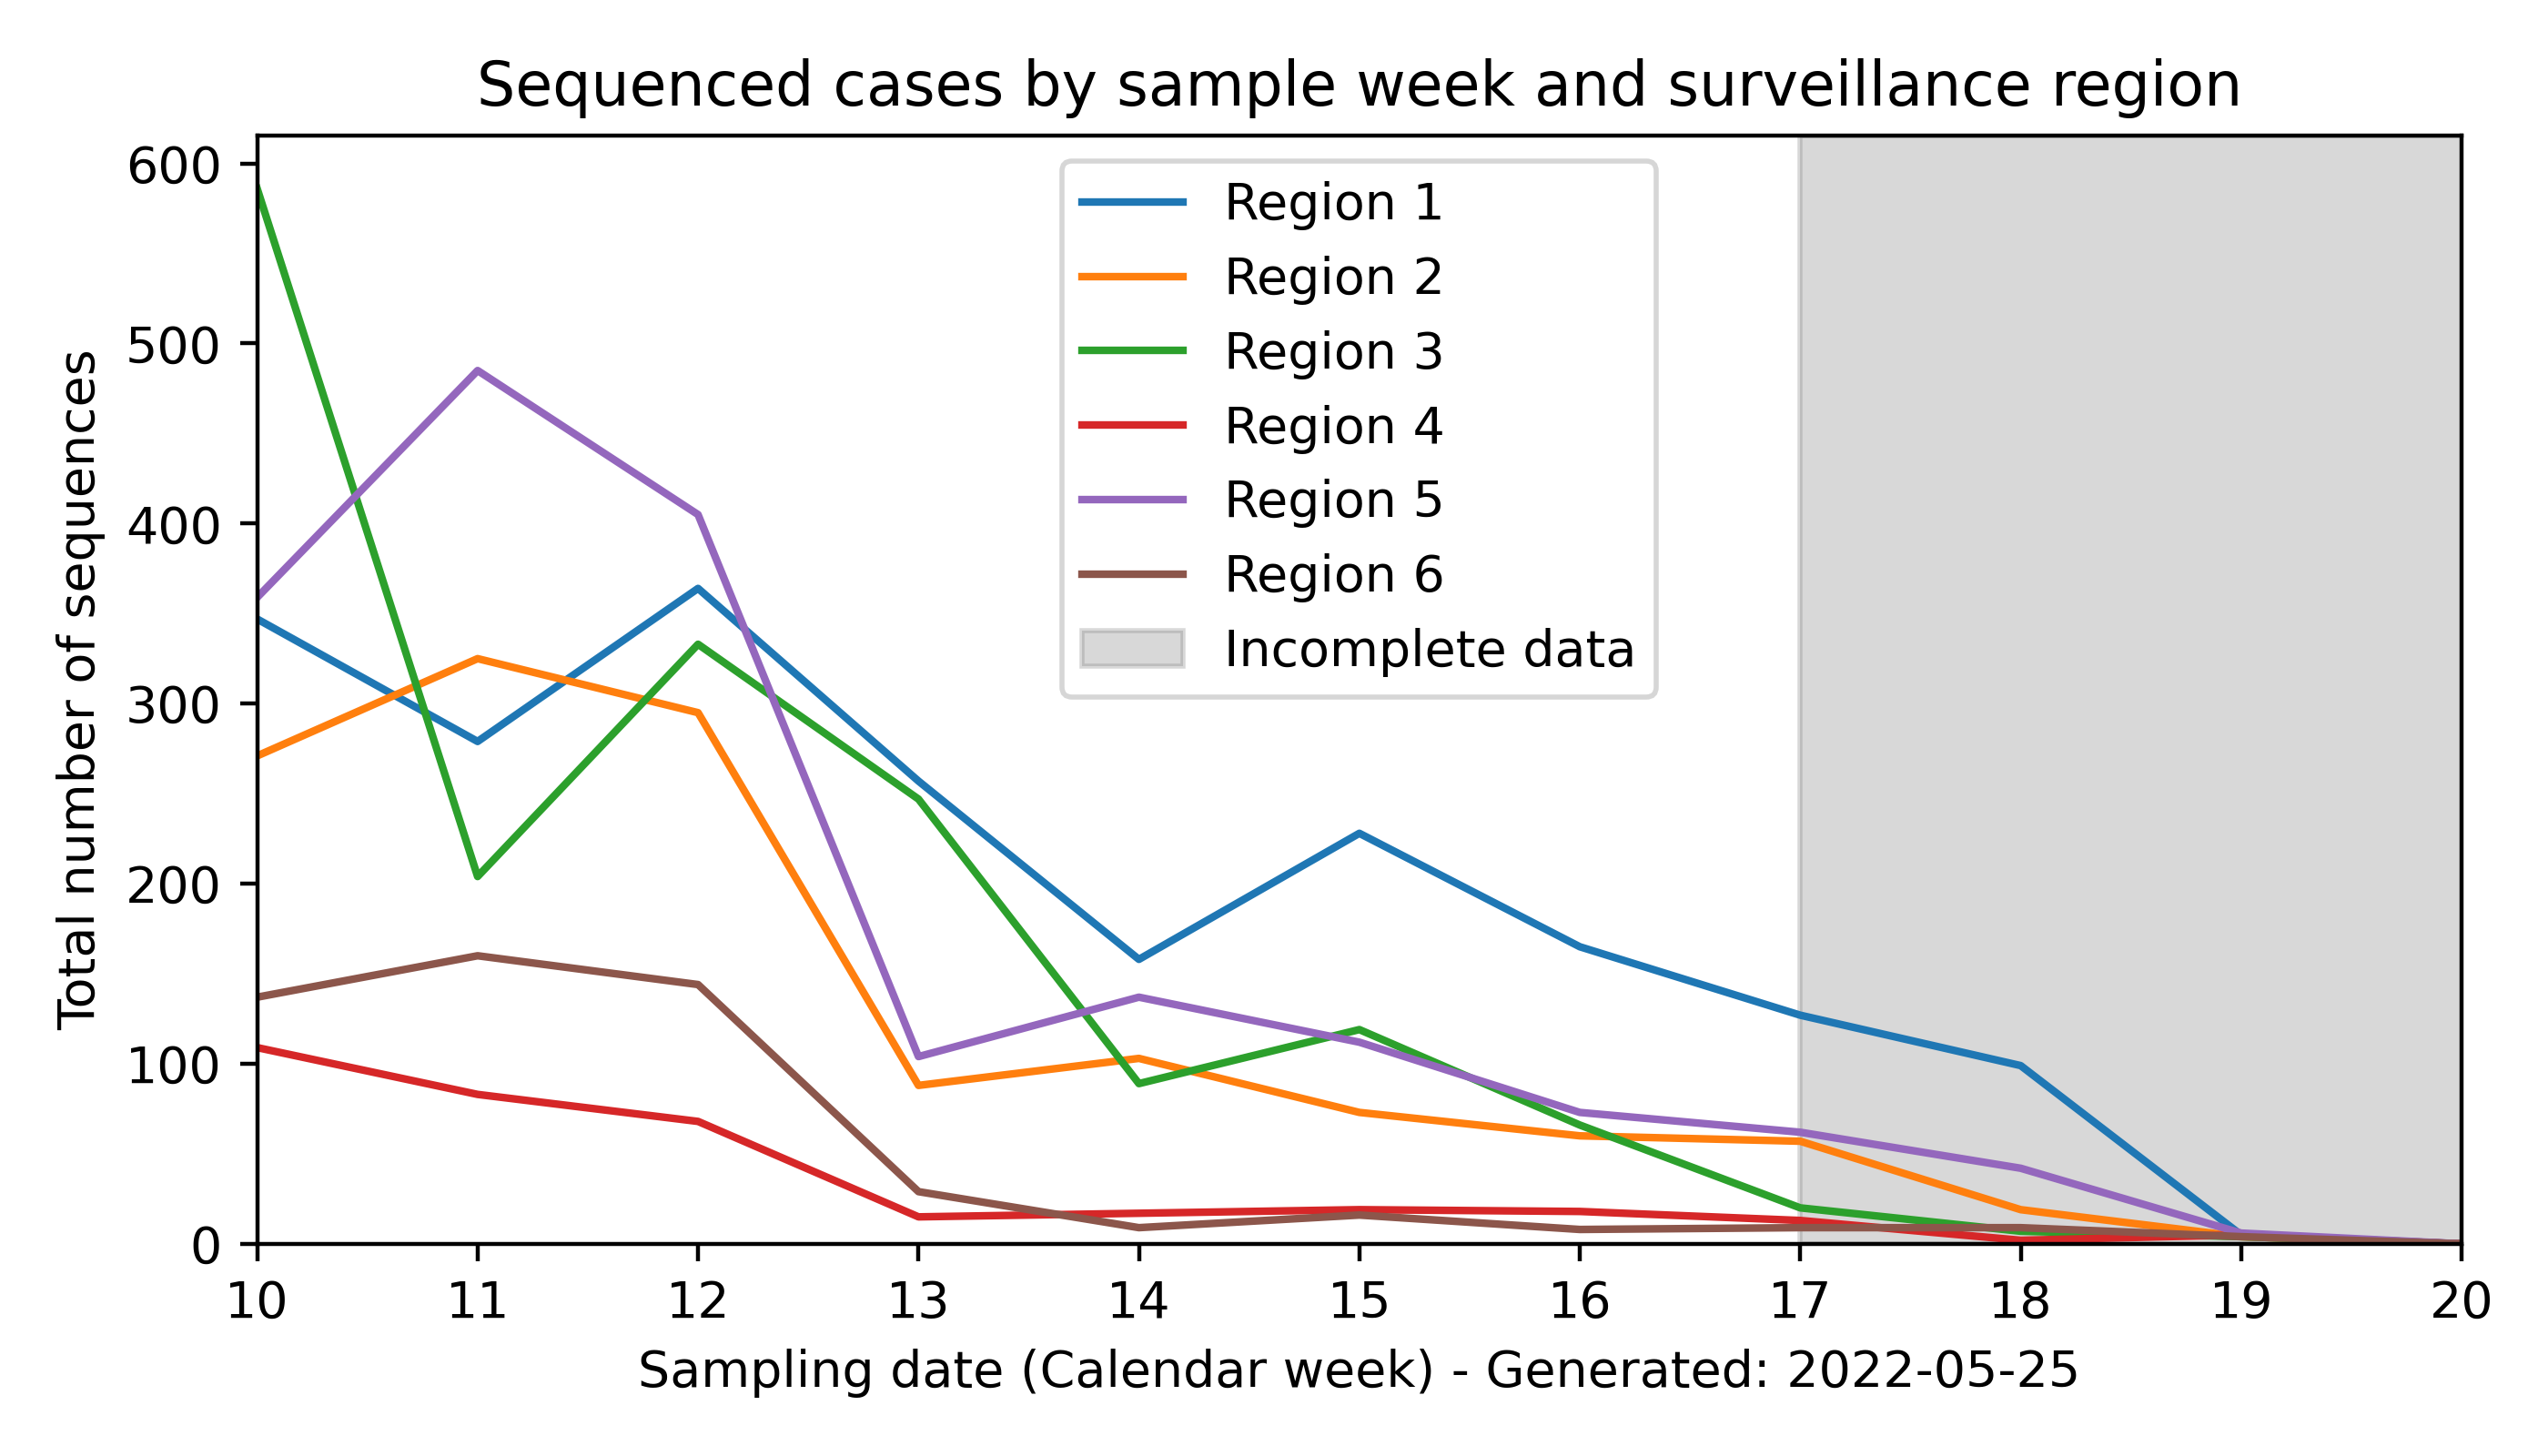 Sequenced cases by sample week and surveillance region
Total number of sequences
600
500
400
300
200
100
0
Region 1
Region 2
Region 3
Region 4
Region 5
Region 6
Incomplete data
10 11 12 13 14 15 16 17 18 19 20
Sampling date (Calendar week) - Generated: 2022-05-25